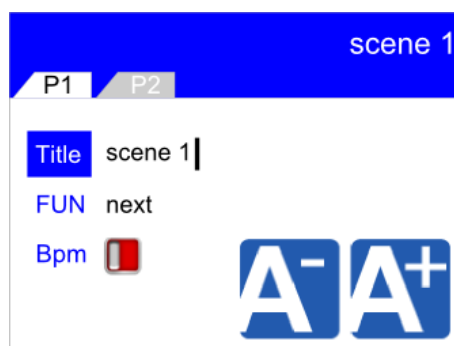 scene 1
P1 P2
Title scene 1
FUN next
Bpm
A- A+